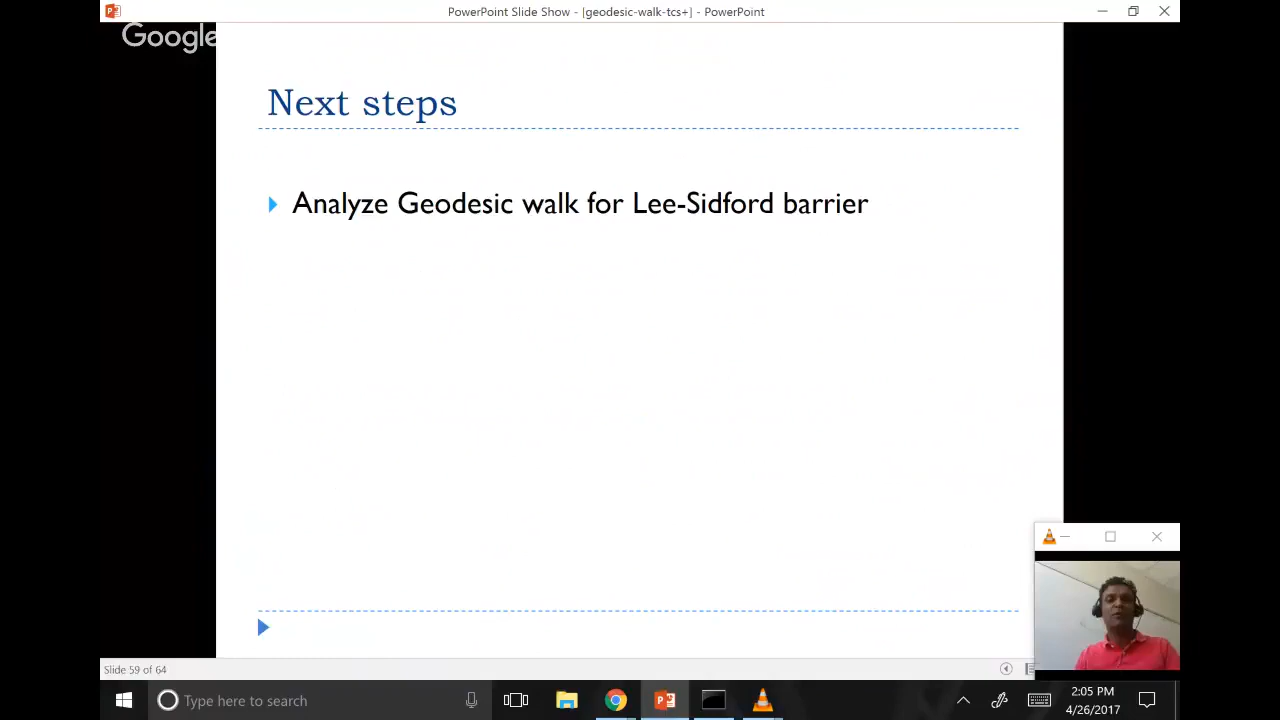 PowerPoint Slide Show - [geodesic-walk-tcs+] - PowerPoint
Google
Next steps
Analyze Geodesic walk for Lee-Sidford barrier
Slide 59 of 64
Type here to search
2:05 PM
4/26/2017